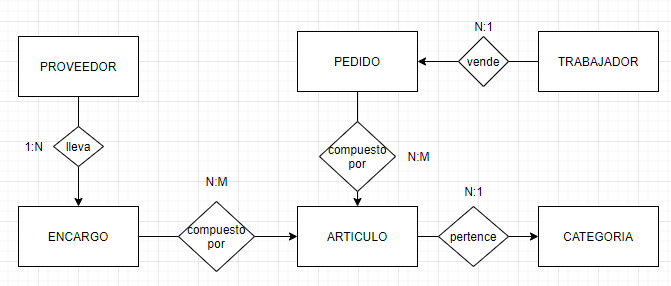 N:1
PROVEEDOR
PEDIDO
vende
TRABAJADOR
1:N
lleva
compuesto
por
N:M
N:M
N:1
ENCARGO
compuesto
por
ARTICULO
pertence
CATEGORIA